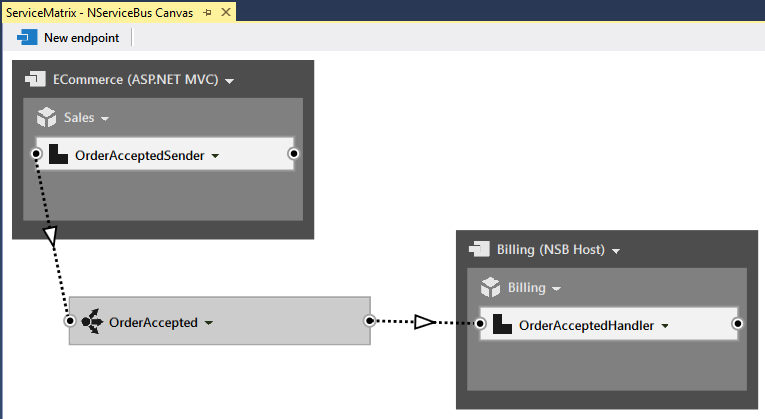 ServiceMatrix - NServiceBus Canvas
New endpoint
ECommerce (ASP.NET MVC)
Sales
OrderAcceptedSender
Billing (NSB Host)
Billing
OrderAccepted
OrderAcceptedHandler